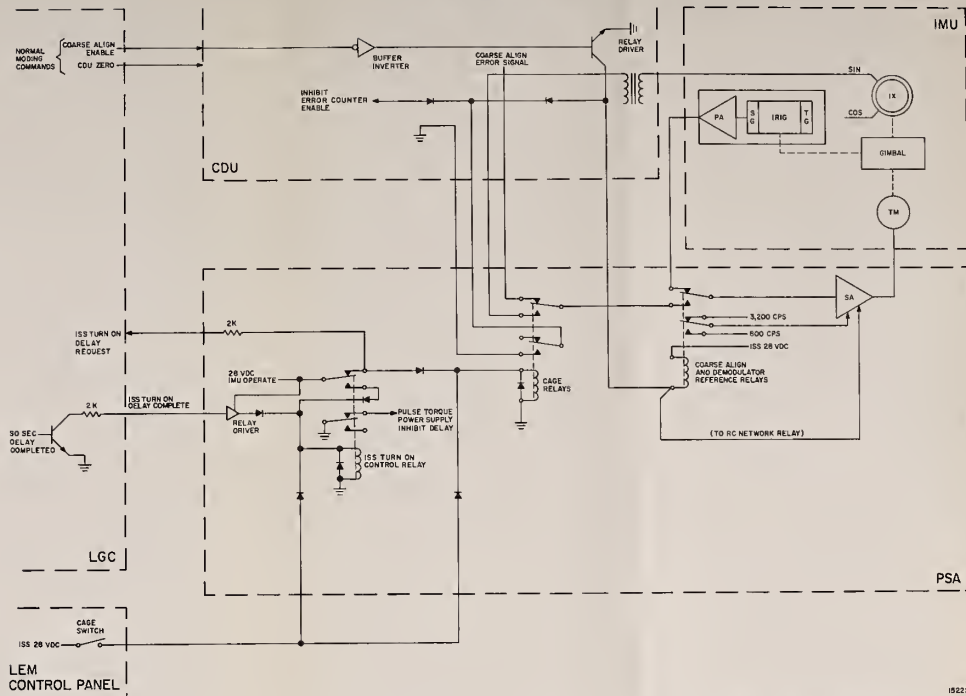 NORMAL
MODING
COMMANDS
COARSE ALIGN
ENABLE
CDU ZERO
BUFFER
INVERTER
COARSE ALIGN
ERROR SIGNAL
RELAY
DRIVER
INHIBIT
ERROR COUNTER
ENABLE
CDU
IMU
SIN
COS
IX
PA
S
G
IRIG
T
G
GIMBAL
TM
2K
ISS TURN ON
DELAY
REQUEST
28 VDC
IMU OPERATE
2K
ISS TURN ON
DELAY COMPLETE
RELAY
DRIVER
90 SEC
DELAY
COMPLETED
PULSE TORQUE
POWER SUPPLY
INHIBIT DELAY
ISS TURN ON
CONTROL RELAY
CAGE
RELAYS
SA
3,200 CPS
800 CPS
ISS 28 VDC
COARSE ALIGN
AND DEMODULATOR
REFERENCE RELAYS
(TO RC NETWORK RELAY)
LGC
PSA
ISS 28 VDC
CAGE
SWITCH
LEM
CONTROL PANEL